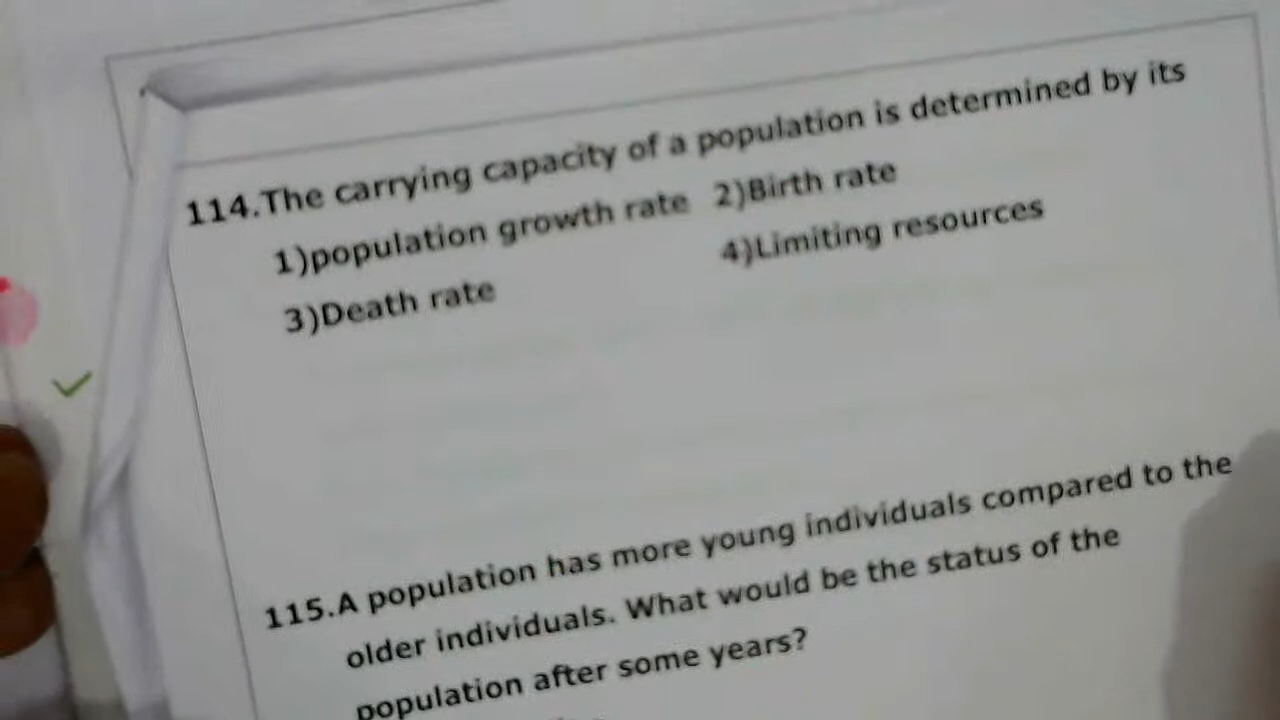 114.The carrying capacity of a population is determined by its
1)population growth rate 2)Birth rate
3)Death rate 4)Limiting resources
115.A population has more young individuals compared to the
older individuals. What would be the status of the
population after some years?